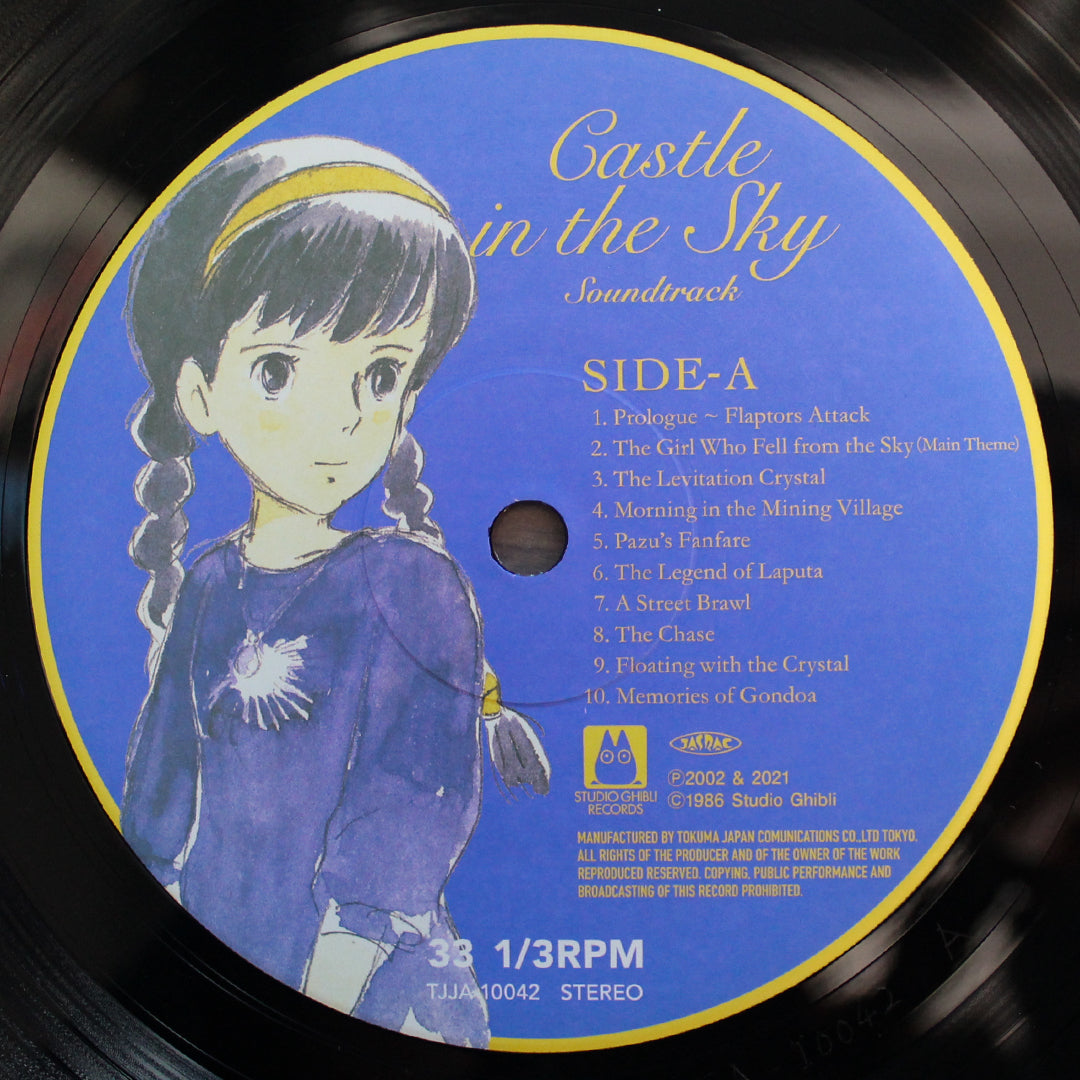 Castle
in the Sky
Soundtrack
SIDE-A
1. Prologue ~ Flaptors Attack
2. The Girl Who Fell from the Sky (Main Theme)
3. The Levitation Crystal
4. Morning in the Mining Village
5. Pazu's Fanfare
6. The Legend of Laputa
7. A Street Brawl
8. The Chase
9. Floating with the Crystal
10. Memories of Gondoa
STUDIO GHIBLI
RECORDS
JASRAC
Ⓟ2002 & 2021
©1986 Studio Ghibli
MANUFACTURED BY TOKUMA JAPAN COMUNICATIONS CO.,LTD TOKYO.
ALL RIGHTS OF THE PRODUCER AND OF THE OWNER OF THE WORK
REPRODUCED RESERVED. COPYING, PUBLIC PERFORMANCE AND
BROADCASTING OF THIS RECORD PROHIBITED.
33 1/3RPM
TJJA-10042 STEREO